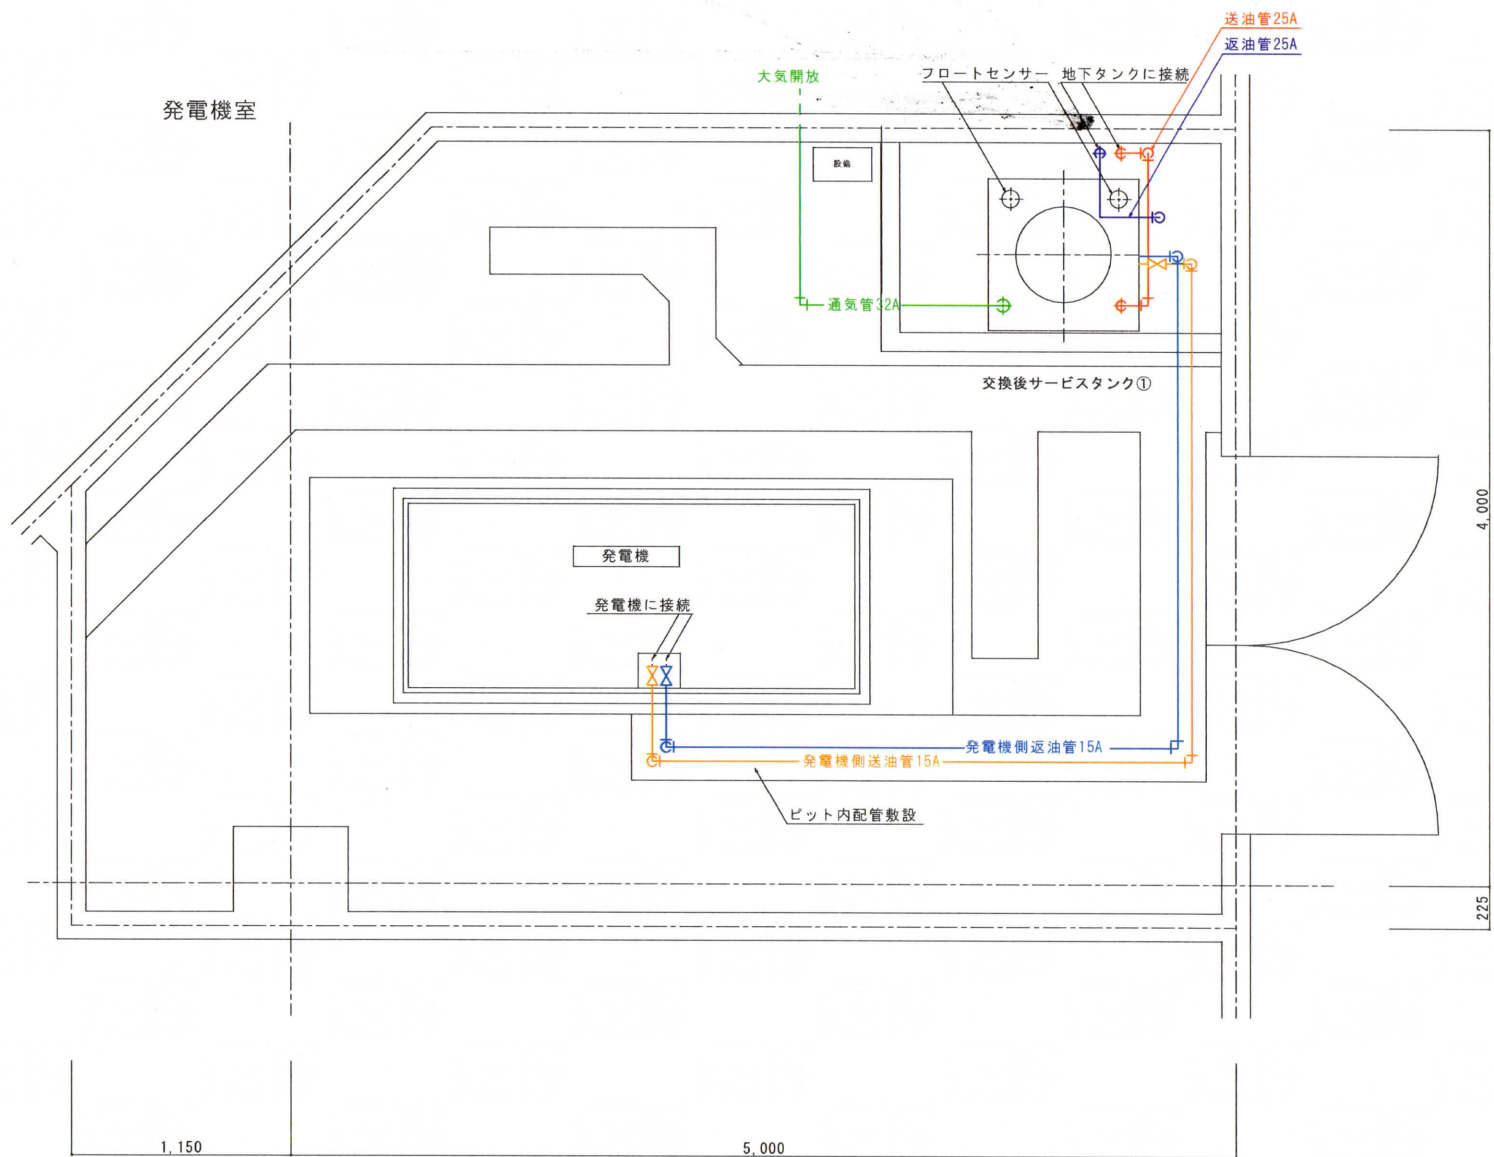 送油管25A
返油管25A
大気開放
フロートセンサー
地下タンクに接続
発電機室
設備
通気管32A
交換後サービスタンク①
4,000
発電機
発電機に接続
発電機側返油管15A
発電機側送油管15A
ピット内配管敷設
225
1,150
5,000